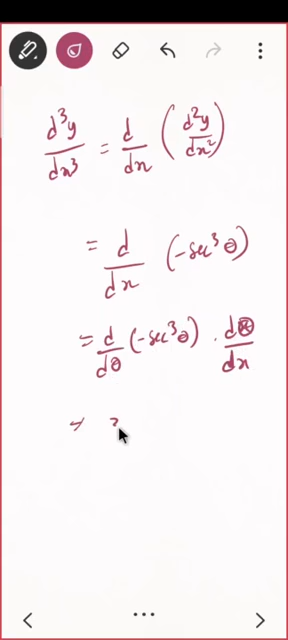 d³y/dx³ = d/dx (d²y/dx²)
= d/dx (-sec³θ)
= d/dθ (-sec³θ) · dθ/dx